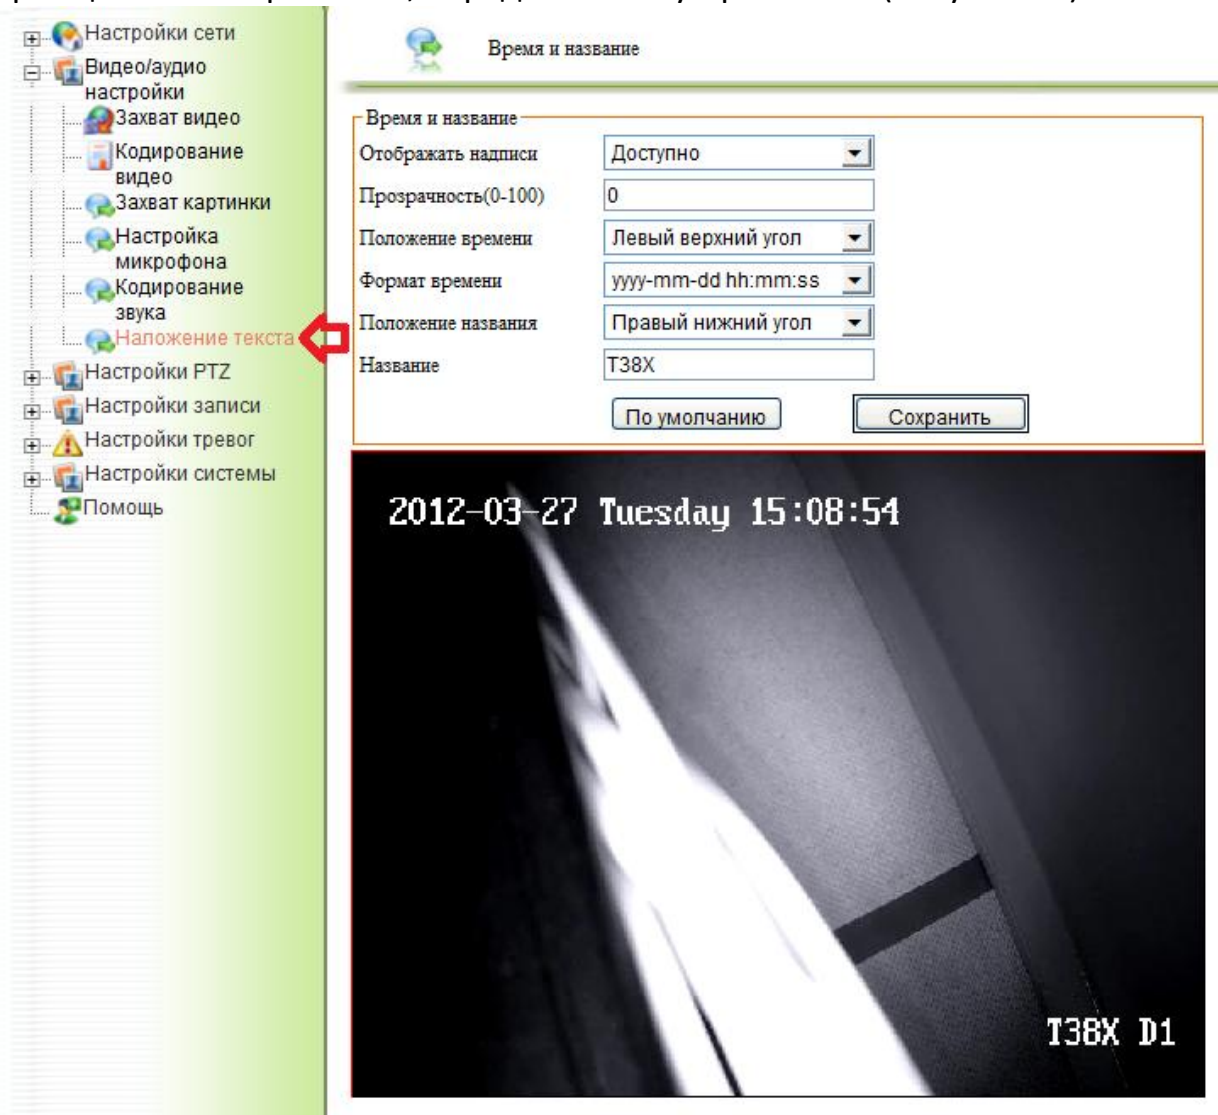 Настройки сети
Видео/аудио
настройки
Захват видео
Кодирование
видео
Захват картинки
Настройка
микрофона
Кодирование
звука
Наложение текста
Настройки PTZ
Настройки записи
Настройки тревог
Настройки системы
Помощь
Время и название
Время и название
Отображать надписи Доступно
Прозрачность(0-100) 0
Положение времени Левый верхний угол
Формат времени yyyy-mm-dd hh:mm:ss
Положение названия Правый нижний угол
Название T38X
По умолчанию Сохранить
2012-03-27 Tuesday 15:08:54
T38X D1